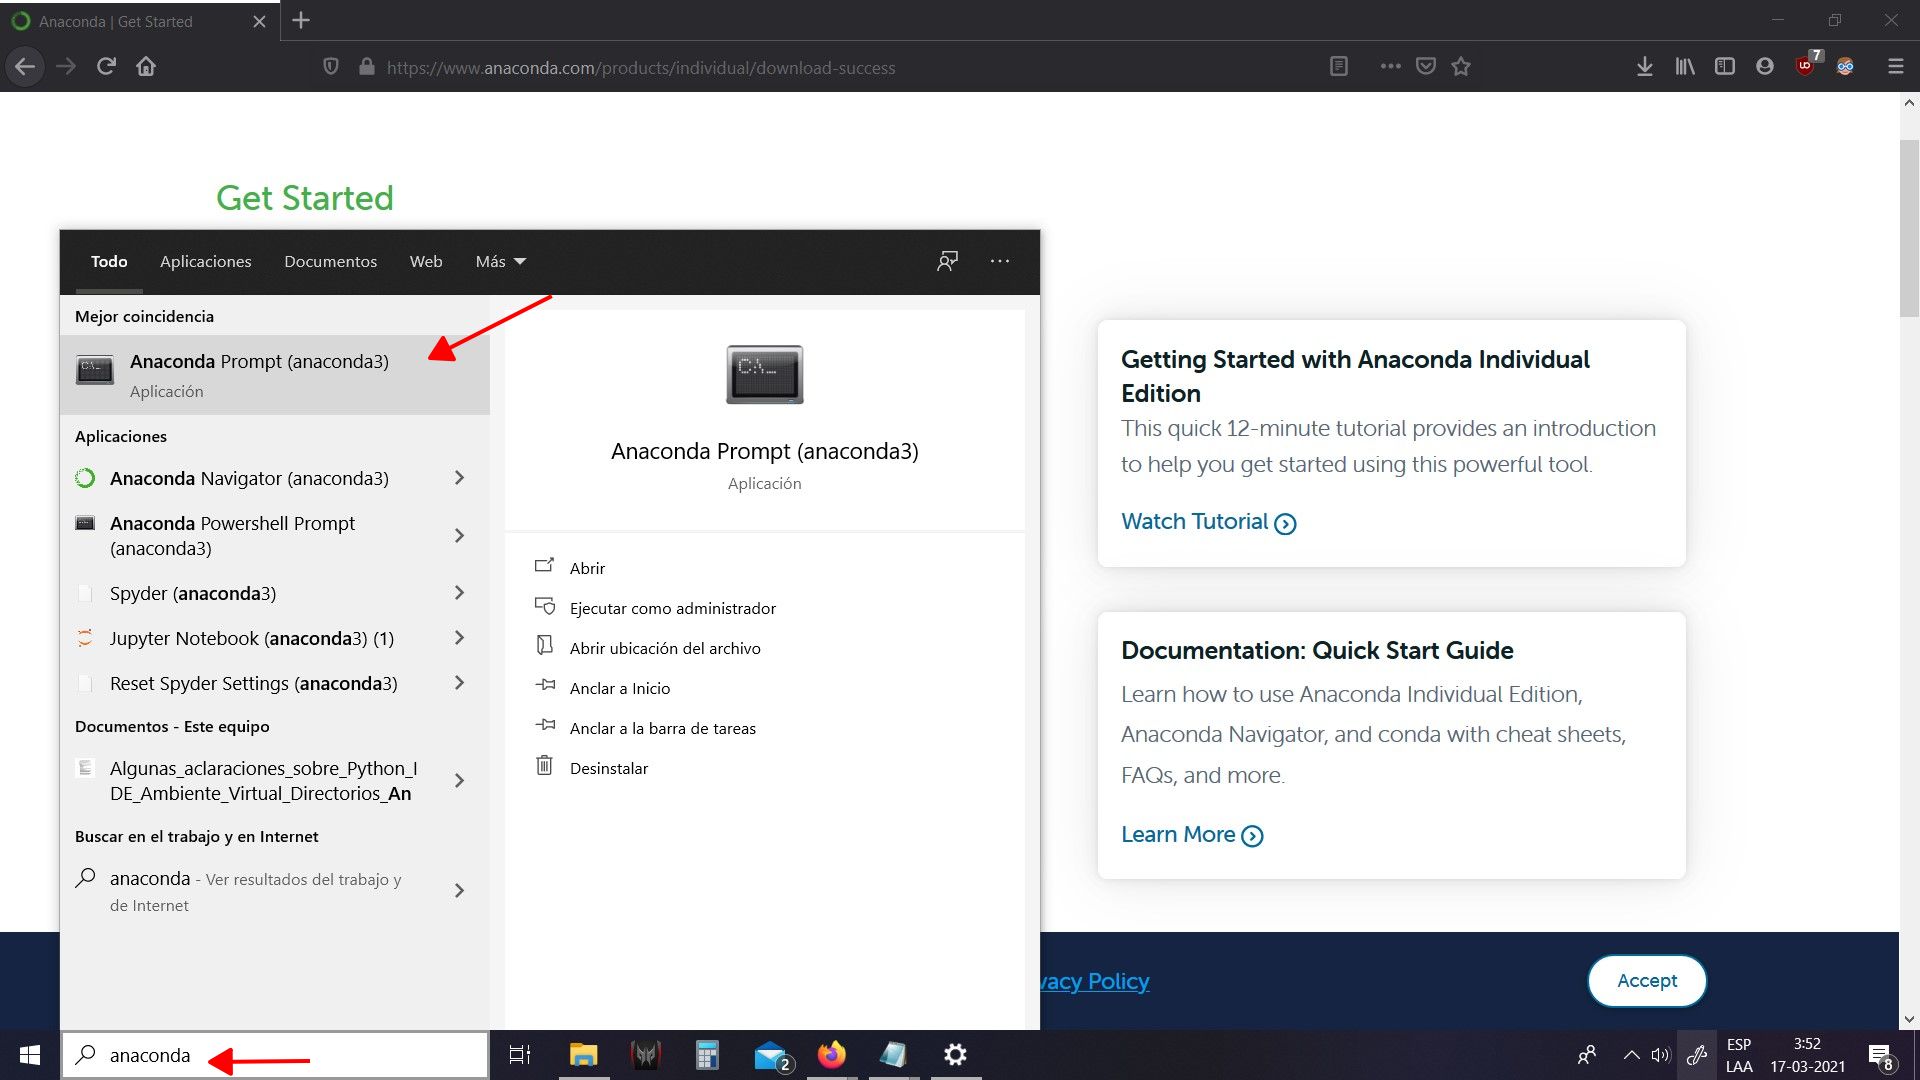 Anaconda | Get Started
https://www.anaconda.com/products/individual/download-success
7
Get Started
Todo Aplicaciones Documentos Web Más
Mejor coincidencia
Anaconda Prompt (anaconda3)
Aplicación
Aplicaciones
Anaconda Navigator (anaconda3)
Anaconda Powershell Prompt
(anaconda3)
Spyder (anaconda3)
Jupyter Notebook (anaconda3) (1)
Reset Spyder Settings (anaconda3)
Documentos - Este equipo
Algunas_aclaraciones_sobre_Python_I
DE_Ambiente_Virtual_Directorios_An
Buscar en el trabajo y en Internet
anaconda - Ver resultados del trabajo y
de Internet
C:\_
Anaconda Prompt (anaconda3)
Aplicación
Abrir
Ejecutar como administrador
Abrir ubicación del archivo
Anclar a Inicio
Anclar a la barra de tareas
Desinstalar
Getting Started with Anaconda Individual
Edition
This quick 12-minute tutorial provides an introduction
to help you get started using this powerful tool.
Watch Tutorial
Documentation: Quick Start Guide
Learn how to use Anaconda Individual Edition,
Anaconda Navigator, and conda with cheat sheets,
FAQs, and more.
Learn More
vacy Policy
Accept
anaconda
2
ESP
LAA
3:52
17-03-2021
8